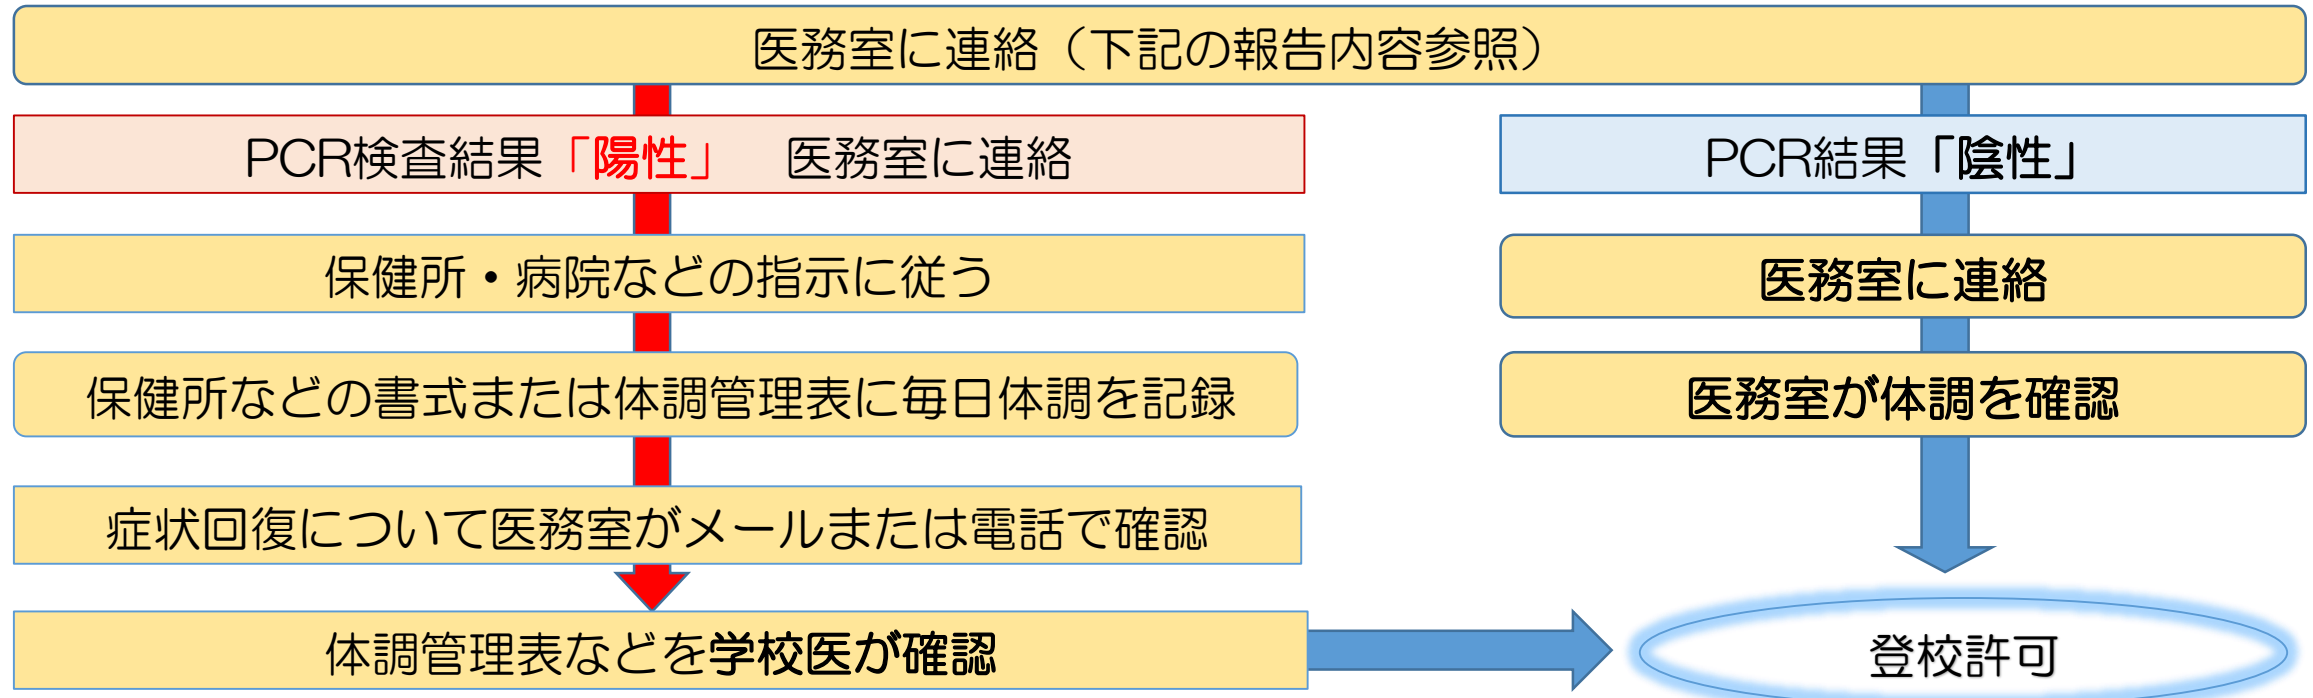 医務室に連絡（下記の報告内容参照）
PCR検査結果「陽性」　医務室に連絡
保健所・病院などの指示に従う
保健所などの書式または体調管理表に毎日体調を記録
症状回復について医務室がメールまたは電話で確認
体調管理表などを学校医が確認
PCR結果「陰性」
医務室に連絡
医務室が体調を確認
登校許可